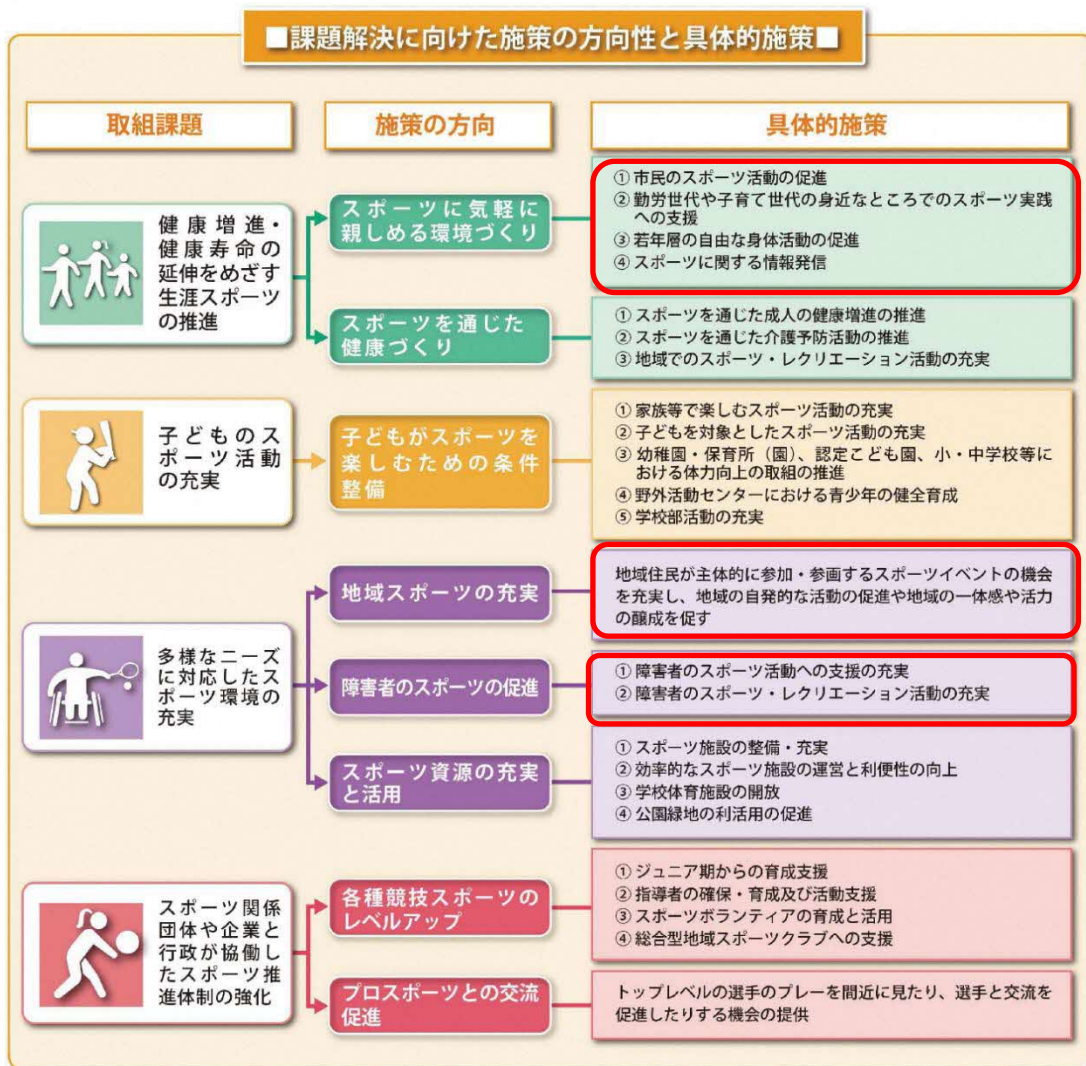 ■課題解決に向けた施策の方向性と具体的施策■
取組課題
施策の方向
具体的施策
健康増進・
健康寿命の
延伸をめざす
生涯スポーツ
の推進
スポーツに気軽に
親しめる環境づくり
① 市民のスポーツ活動の促進
② 勤労世代や子育て世代の身近なところでのスポーツ実践
への支援
③ 若年層の自由な身体活動の促進
④ スポーツに関する情報発信
スポーツを通じた
健康づくり
① スポーツを通じた成人の健康増進の推進
② スポーツを通じた介護予防活動の推進
③ 地域でのスポーツ・レクリエーション活動の充実
子どものス
ポーツ活動
の充実
子どもがスポーツを
楽しむための条件
整備
① 家族等で楽しむスポーツ活動の充実
② 子どもを対象としたスポーツ活動の充実
③ 幼稚園・保育所（園）、認定こども園、小・中学校等に
おける体力向上の取組の推進
④ 野外活動センターにおける青少年の健全育成
⑤ 学校部活動の充実
多様なニーズ
に対応したス
ポーツ環境の
充実
地域スポーツの充実
地域住民が主体的に参加・参画するスポーツイベントの機会
を充実し、地域の自発的な活動の促進や地域の一体感や活力
の醸成を促す
障害者のスポーツの促進
① 障害者のスポーツ活動への支援の充実
② 障害者のスポーツ・レクリエーション活動の充実
スポーツ資源の充実
と活用
① スポーツ施設の整備・充実
② 効率的なスポーツ施設の運営と利便性の向上
③ 学校体育施設の開放
④ 公園緑地の利活用の促進
スポーツ関係
団体や企業と
行政が協働し
たスポーツ推
進体制の強化
各種競技スポーツの
レベルアップ
① ジュニア期からの育成支援
② 指導者の確保・育成及び活動支援
③ スポーツボランティアの育成と活用
④ 総合型地域スポーツクラブへの支援
プロスポーツとの交流
促進
トップレベルの選手のプレーを間近に見たり、選手と交流を
促進したりする機会の提供